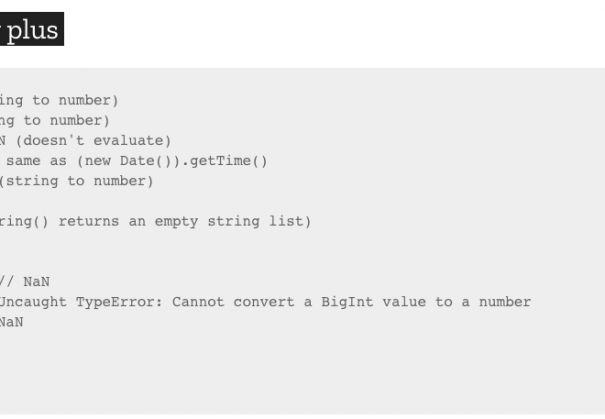 plus
ing to number)
ng to number)
N (doesn't evaluate)
same as (new Date()).getTime()
(string to number)
ring() returns an empty string list)
// NaN
Uncaught TypeError: Cannot convert a BigInt value to a number
NaN